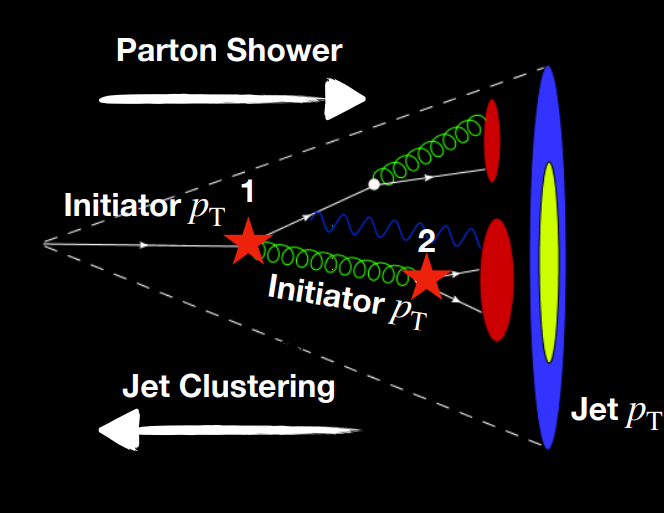 Parton Shower
1
Initiator pT
2
Initiator pT
Jet Clustering
Jet pT